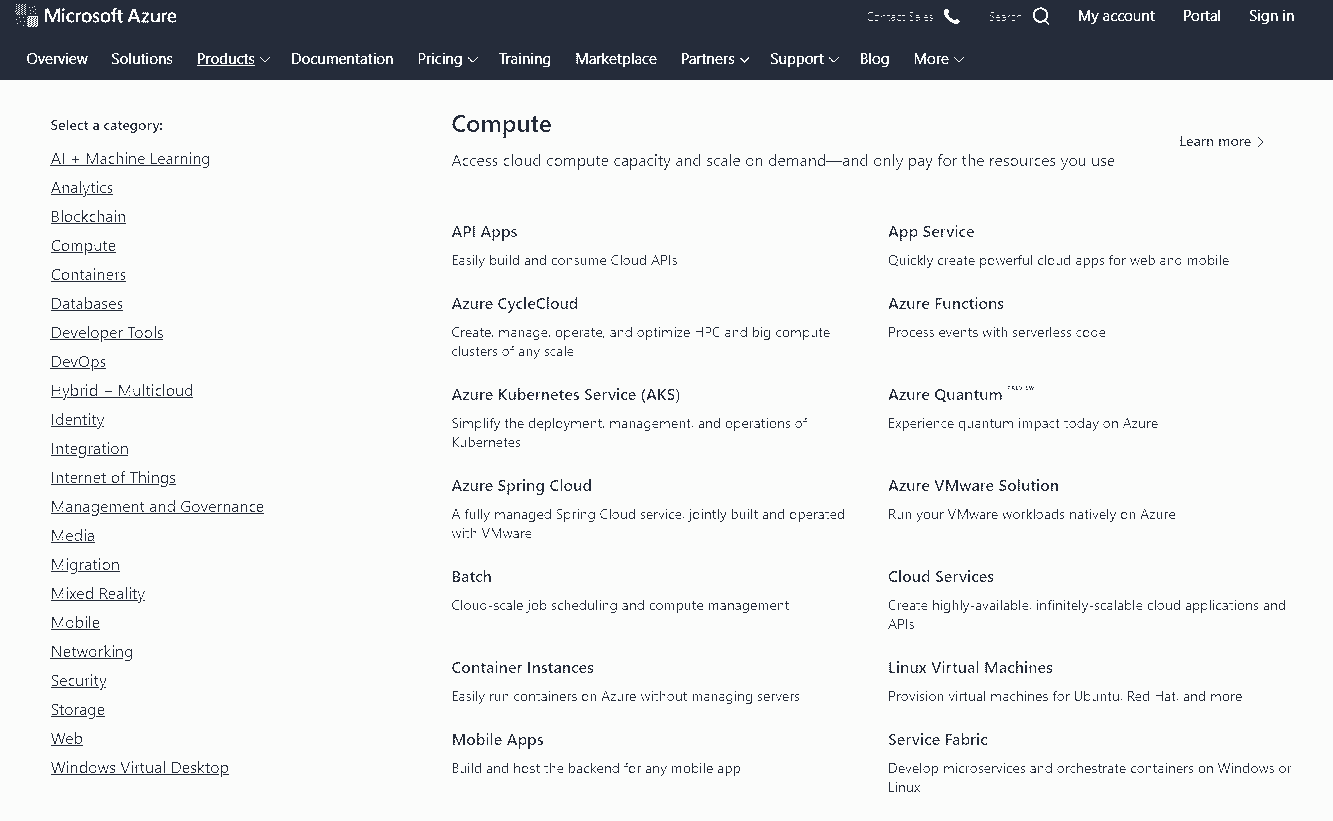 Microsoft Azure
Contact Sales
Search
My account
Portal
Sign in
Overview
Solutions
Products
Documentation
Pricing
Training
Marketplace
Partners
Support
Blog
More
Select a category:
AI + Machine Learning
Analytics
Blockchain
Compute
Containers
Databases
Developer Tools
DevOps
Hybrid + Multicloud
Identity
Integration
Internet of Things
Management and Governance
Media
Migration
Mixed Reality
Mobile
Networking
Security
Storage
Web
Windows Virtual Desktop
Compute
Access cloud compute capacity and scale on demand—and only pay for the resources you use
Learn more
API Apps
Easily build and consume Cloud APIs
App Service
Quickly create powerful cloud apps for web and mobile
Azure CycleCloud
Create, manage, operate, and optimize HPC and big compute
clusters of any scale
Azure Functions
Process events with serverless code
Azure Kubernetes Service (AKS)
Simplify the deployment, management, and operations of
Kubernetes
Azure Quantum PREVIEW
Experience quantum impact today on Azure
Azure Spring Cloud
A fully managed Spring Cloud service, jointly built and operated
with VMware
Azure VMware Solution
Run your VMware workloads natively on Azure
Batch
Cloud-scale job scheduling and compute management
Cloud Services
Create highly-available, infinitely-scalable cloud applications and
APIs
Container Instances
Easily run containers on Azure without managing servers
Linux Virtual Machines
Provision virtual machines for Ubuntu, Red Hat, and more
Mobile Apps
Build and host the backend for any mobile app
Service Fabric
Develop microservices and orchestrate containers on Windows or
Linux